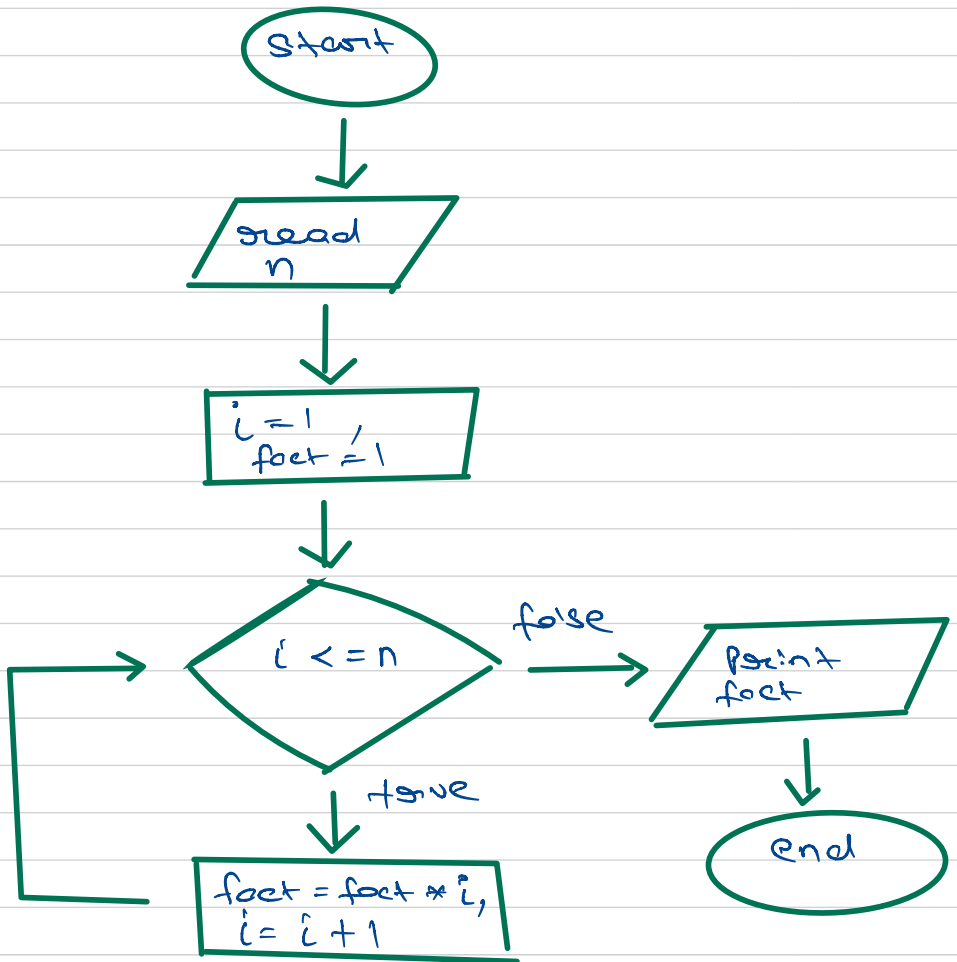 start
read
n
i = 1,
fact = 1
i < = n
false
print
fact
true
end
fact = fact * i,
i = i + 1